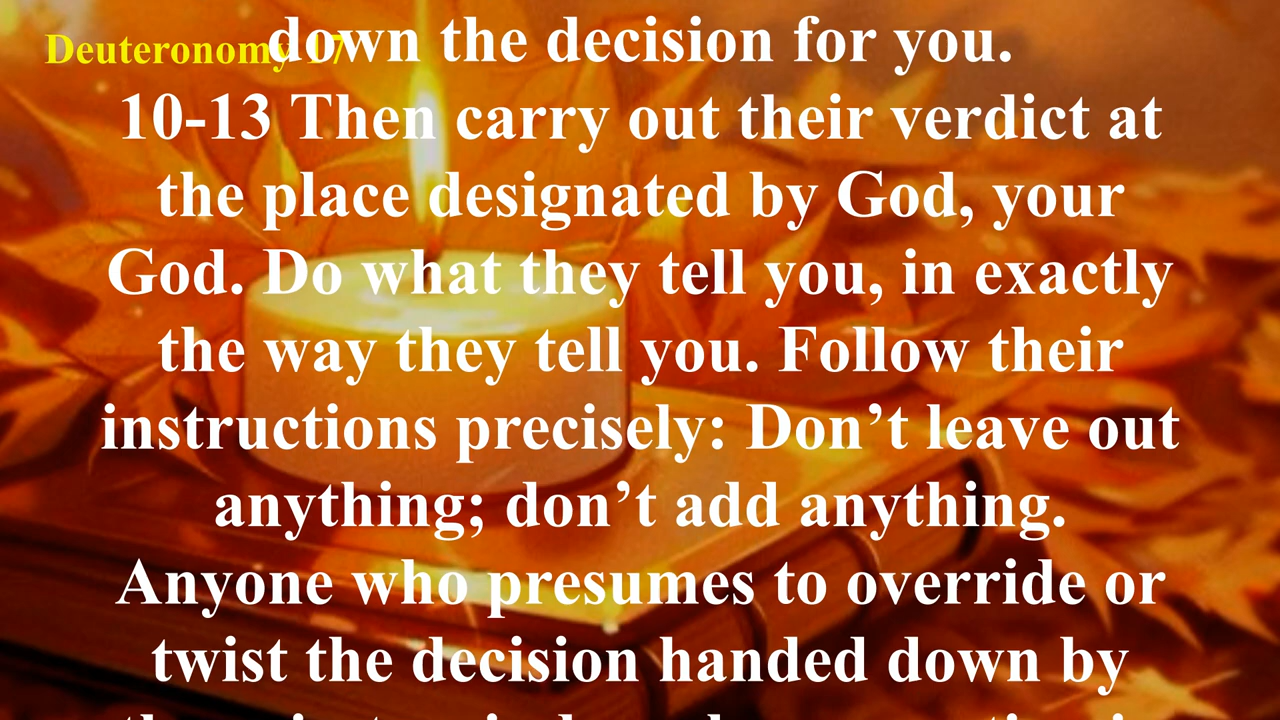 Deuteronomy 17
down the decision for you.
10-13 Then carry out their verdict at
the place designated by God, your
God. Do what they tell you, in exactly
the way they tell you. Follow their
instructions precisely: Don’t leave out
anything; don’t add anything.
Anyone who presumes to override or
twist the decision handed down by